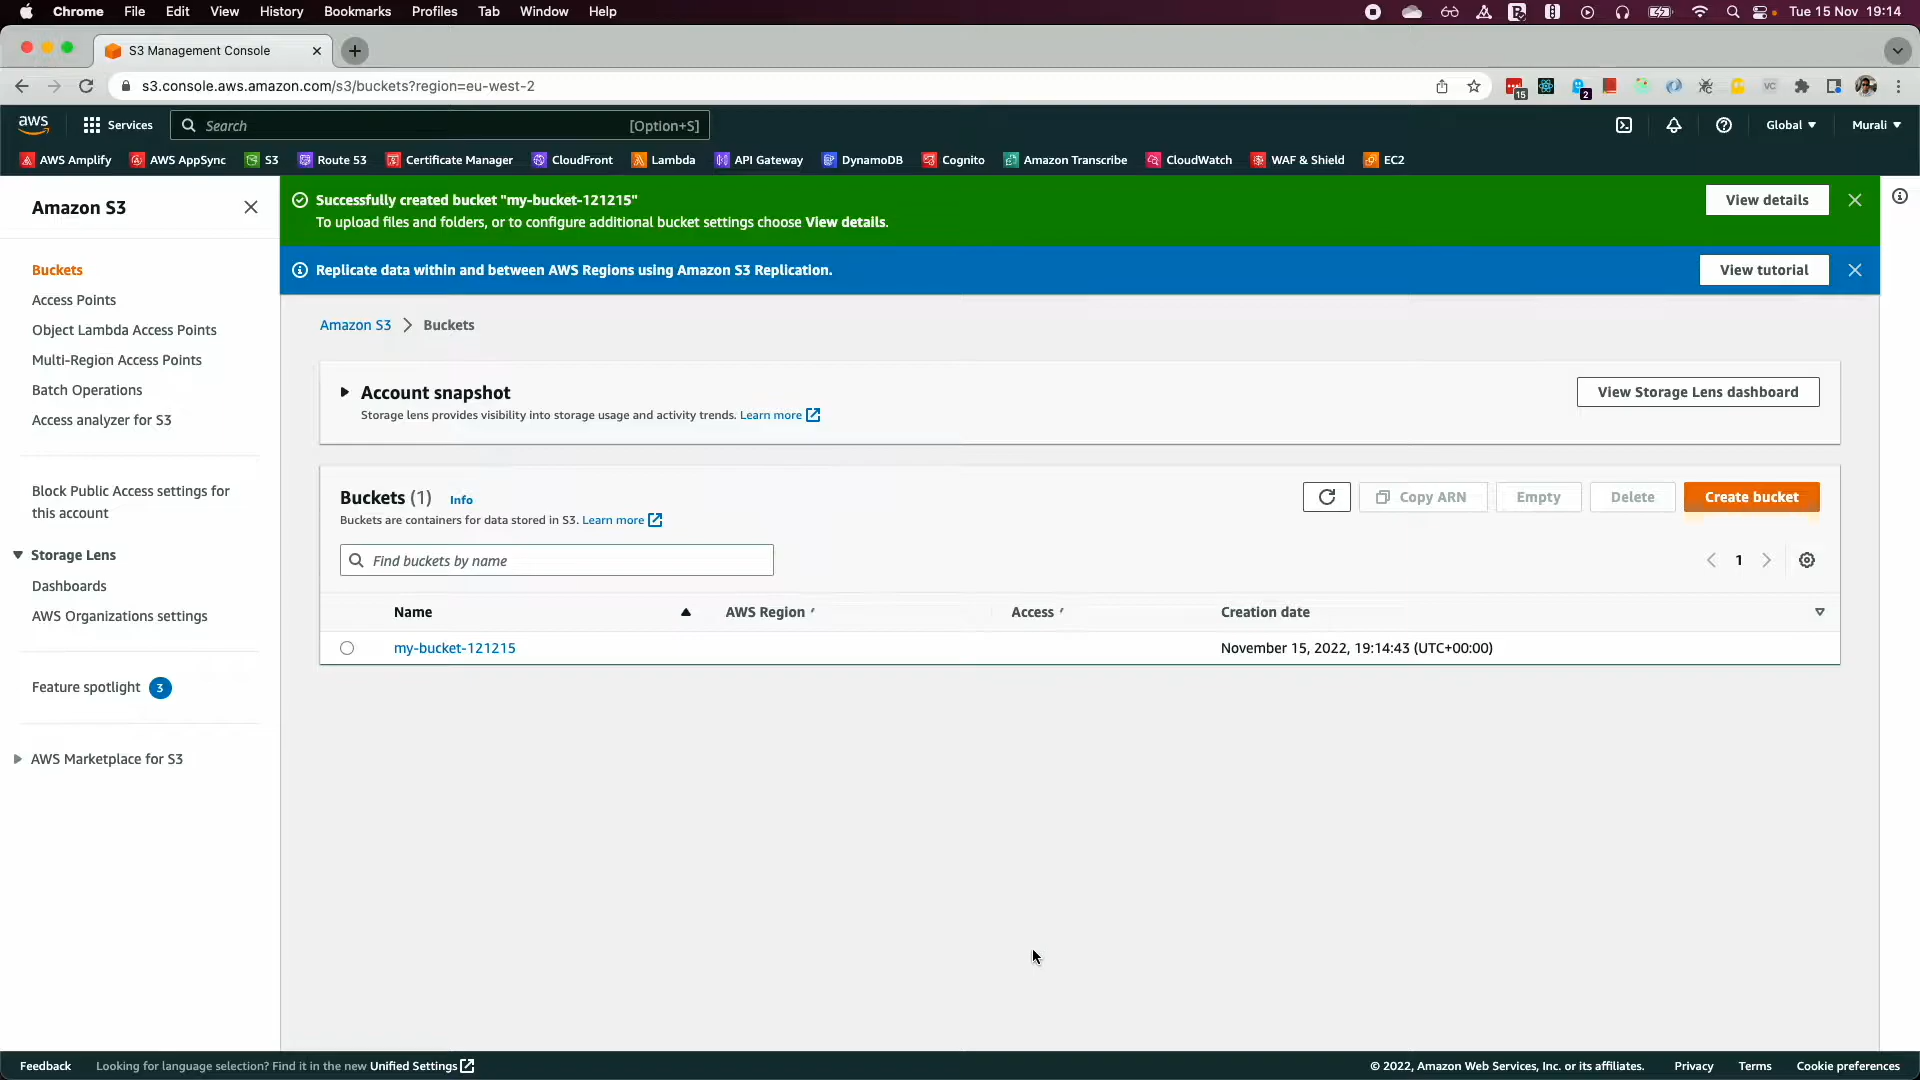 Chrome File Edit View History Bookmarks Profiles Tab Window Help Tue 15 Nov 19:14
S3 Management Console
s3.console.aws.amazon.com/s3/buckets?region=eu-west-2 15 2 VC
aws Services Search [Option+S] Global Murali
AWS Amplify AWS AppSync S3 Route 53 Certificate Manager CloudFront Lambda API Gateway DynamoDB Cognito Amazon Transcribe CloudWatch WAF & Shield EC2
Amazon S3
Buckets
Access Points
Object Lambda Access Points
Multi-Region Access Points
Batch Operations
Access analyzer for S3
Block Public Access settings for
this account
Storage Lens
Dashboards
AWS Organizations settings
Feature spotlight 3
AWS Marketplace for S3
Successfully created bucket "my-bucket-121215"
To upload files and folders, or to configure additional bucket settings choose View details.
View details
Replicate data within and between AWS Regions using Amazon S3 Replication.
View tutorial
Amazon S3 Buckets
Account snapshot
Storage lens provides visibility into storage usage and activity trends. Learn more
View Storage Lens dashboard
Buckets (1) Info
Buckets are containers for data stored in S3. Learn more
Copy ARN Empty Delete Create bucket
Find buckets by name
1
Name AWS Region Access Creation date
my-bucket-121215 November 15, 2022, 19:14:43 (UTC+00:00)
Feedback Looking for language selection? Find it in the new Unified Settings © 2022, Amazon Web Services, Inc. or its affiliates. Privacy Terms Cookie preferences